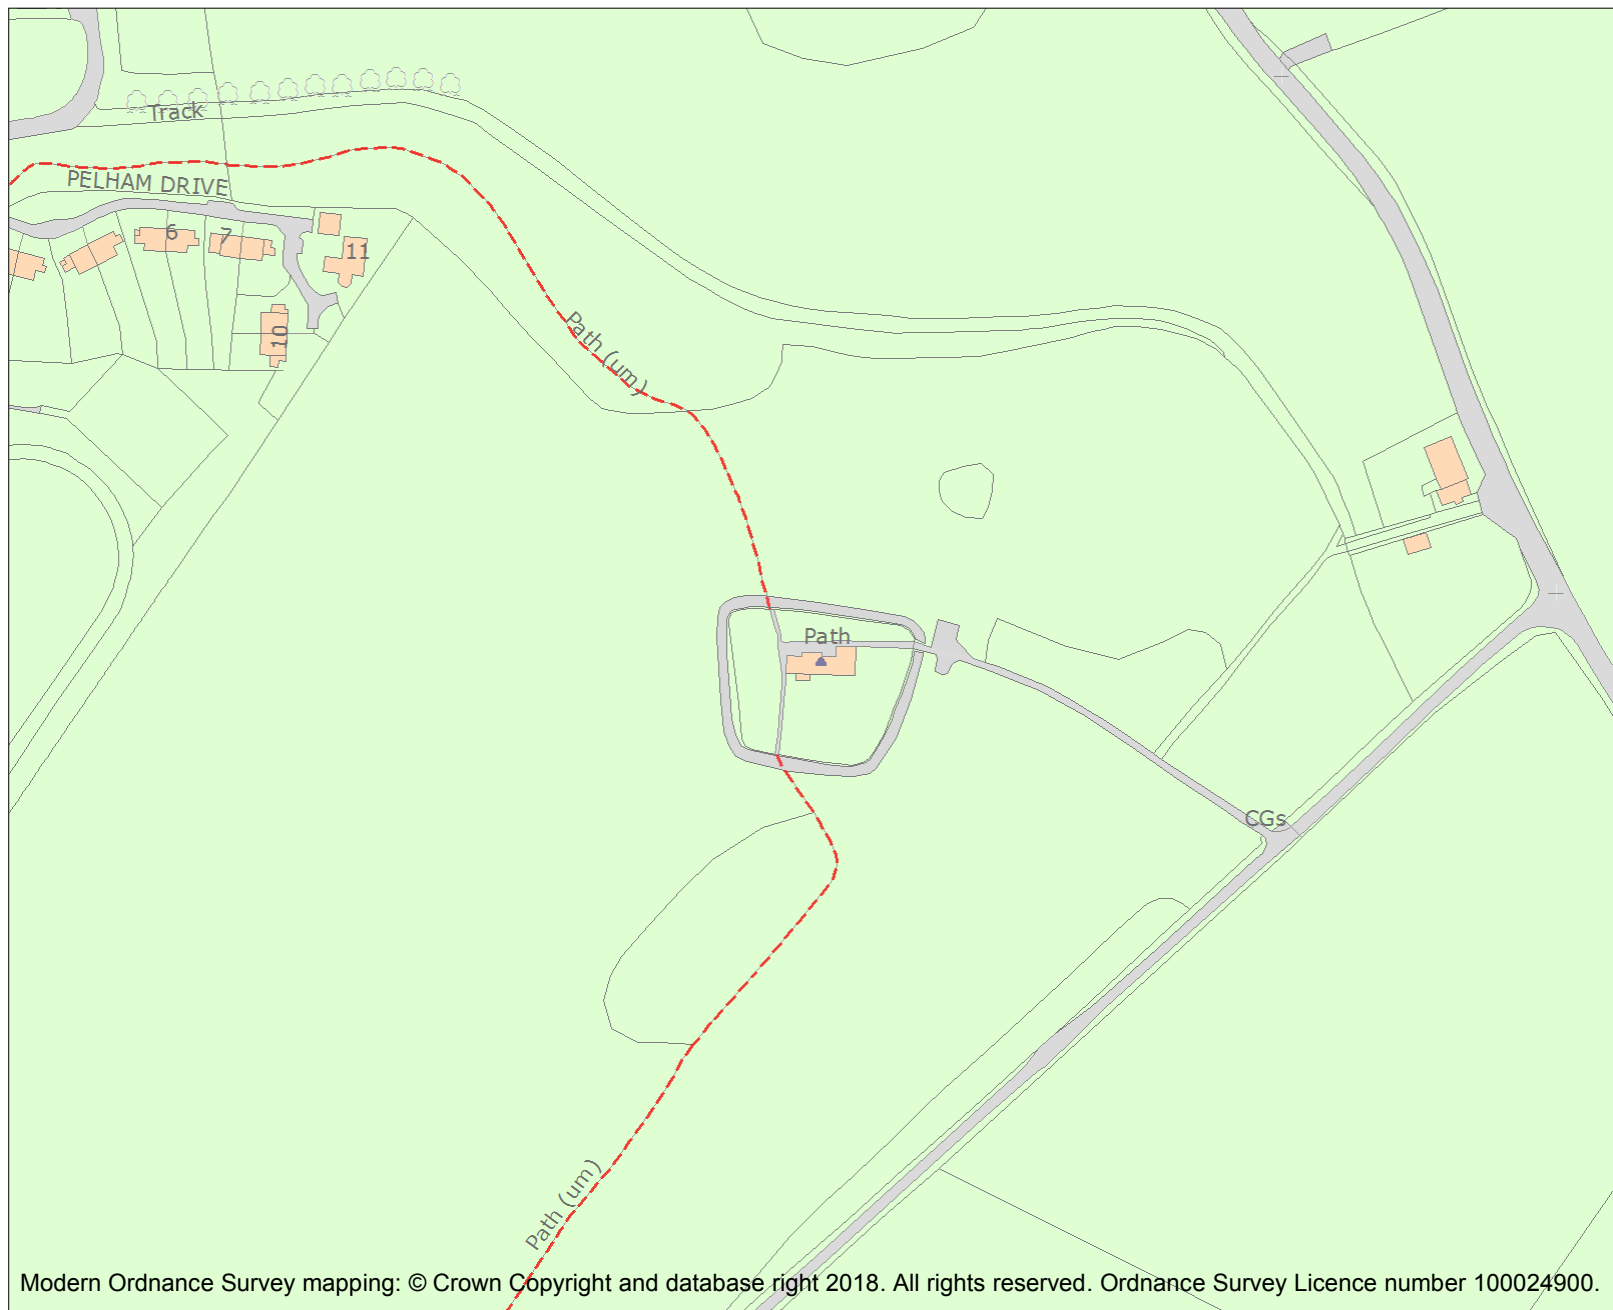 Track
PELHAM DRIVE
6
7
11
10
Path (um)
Path
CGs
Path (um)
Modern Ordnance Survey mapping: © Crown Copyright and database right 2018. All rights reserved. Ordnance Survey Licence number 100024900.